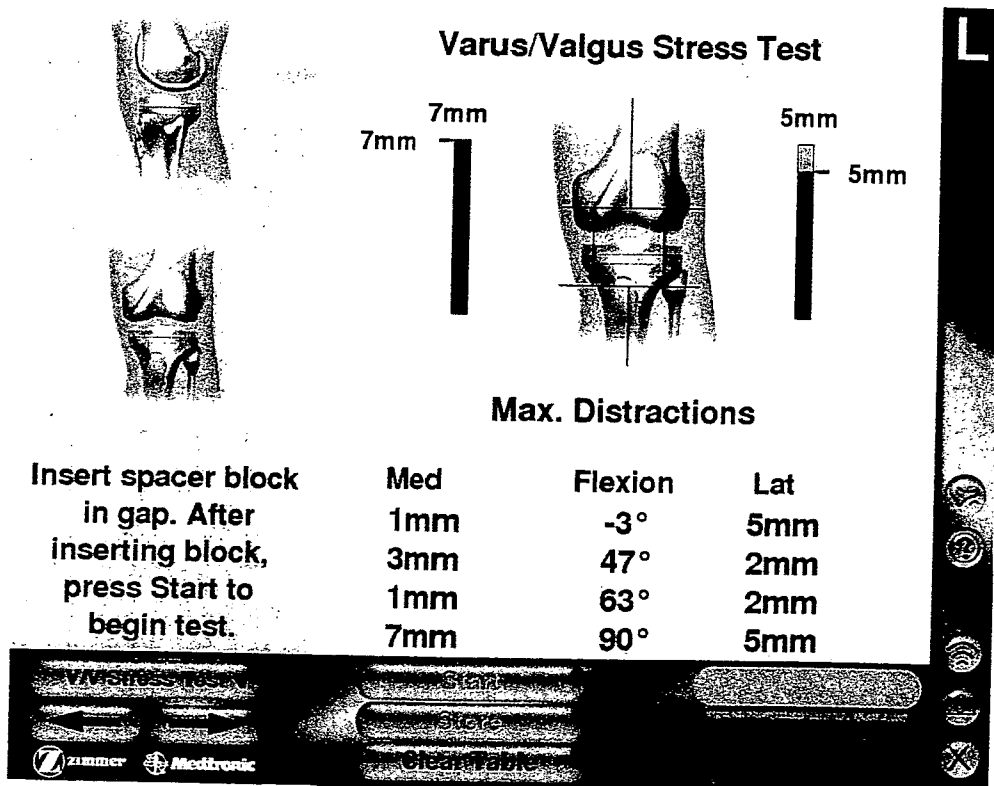 Varus/Valgus Stress Test
L
7mm
7mm
5mm
5mm
Max. Distractions
Insert spacer block
in gap. After
inserting block,
press Start to
begin test.
Med Flexion Lat
1mm -3° 5mm
3mm 47° 2mm
1mm 63° 2mm
7mm 90° 5mm
V/V Stress Test
Start
Store
Clear Table
Z zimmer Medtronic
X